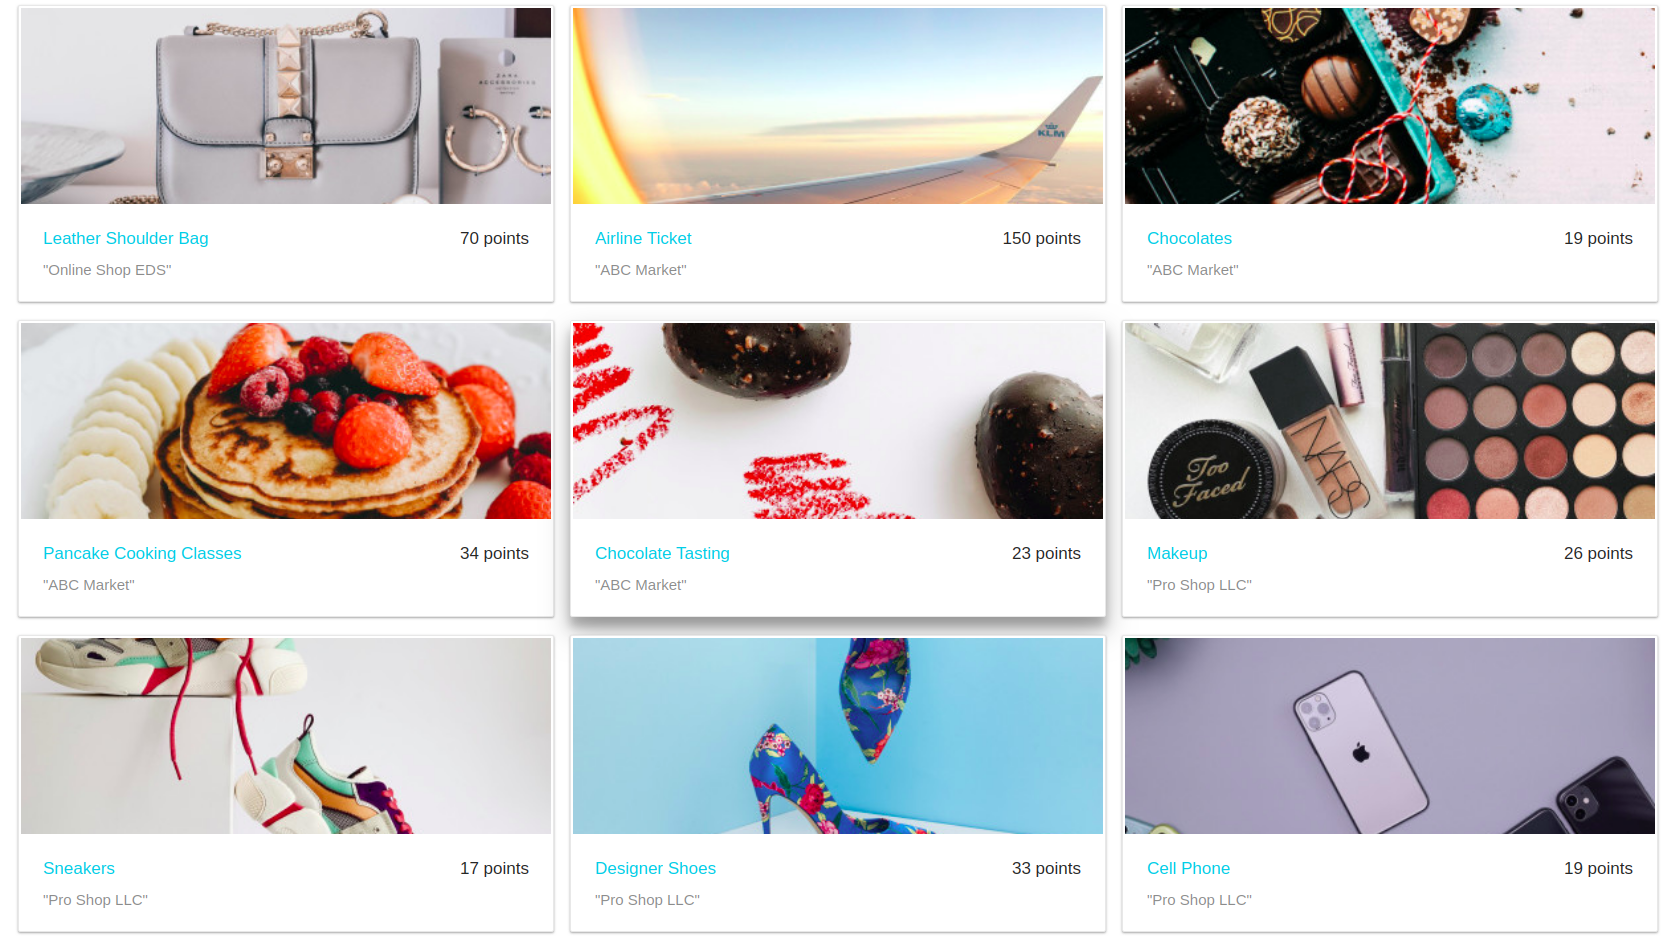 ZARA
ACCESSORIES
KLM
Leather Shoulder Bag 70 points
"Online Shop EDS"
Airline Ticket 150 points
"ABC Market"
Chocolates 19 points
"ABC Market"
Too
Faced
NARS
Pancake Cooking Classes 34 points
"ABC Market"
Chocolate Tasting 23 points
"ABC Market"
Makeup 26 points
"Pro Shop LLC"
Sneakers 17 points
"Pro Shop LLC"
Designer Shoes 33 points
"Pro Shop LLC"
Cell Phone 19 points
"Pro Shop LLC"